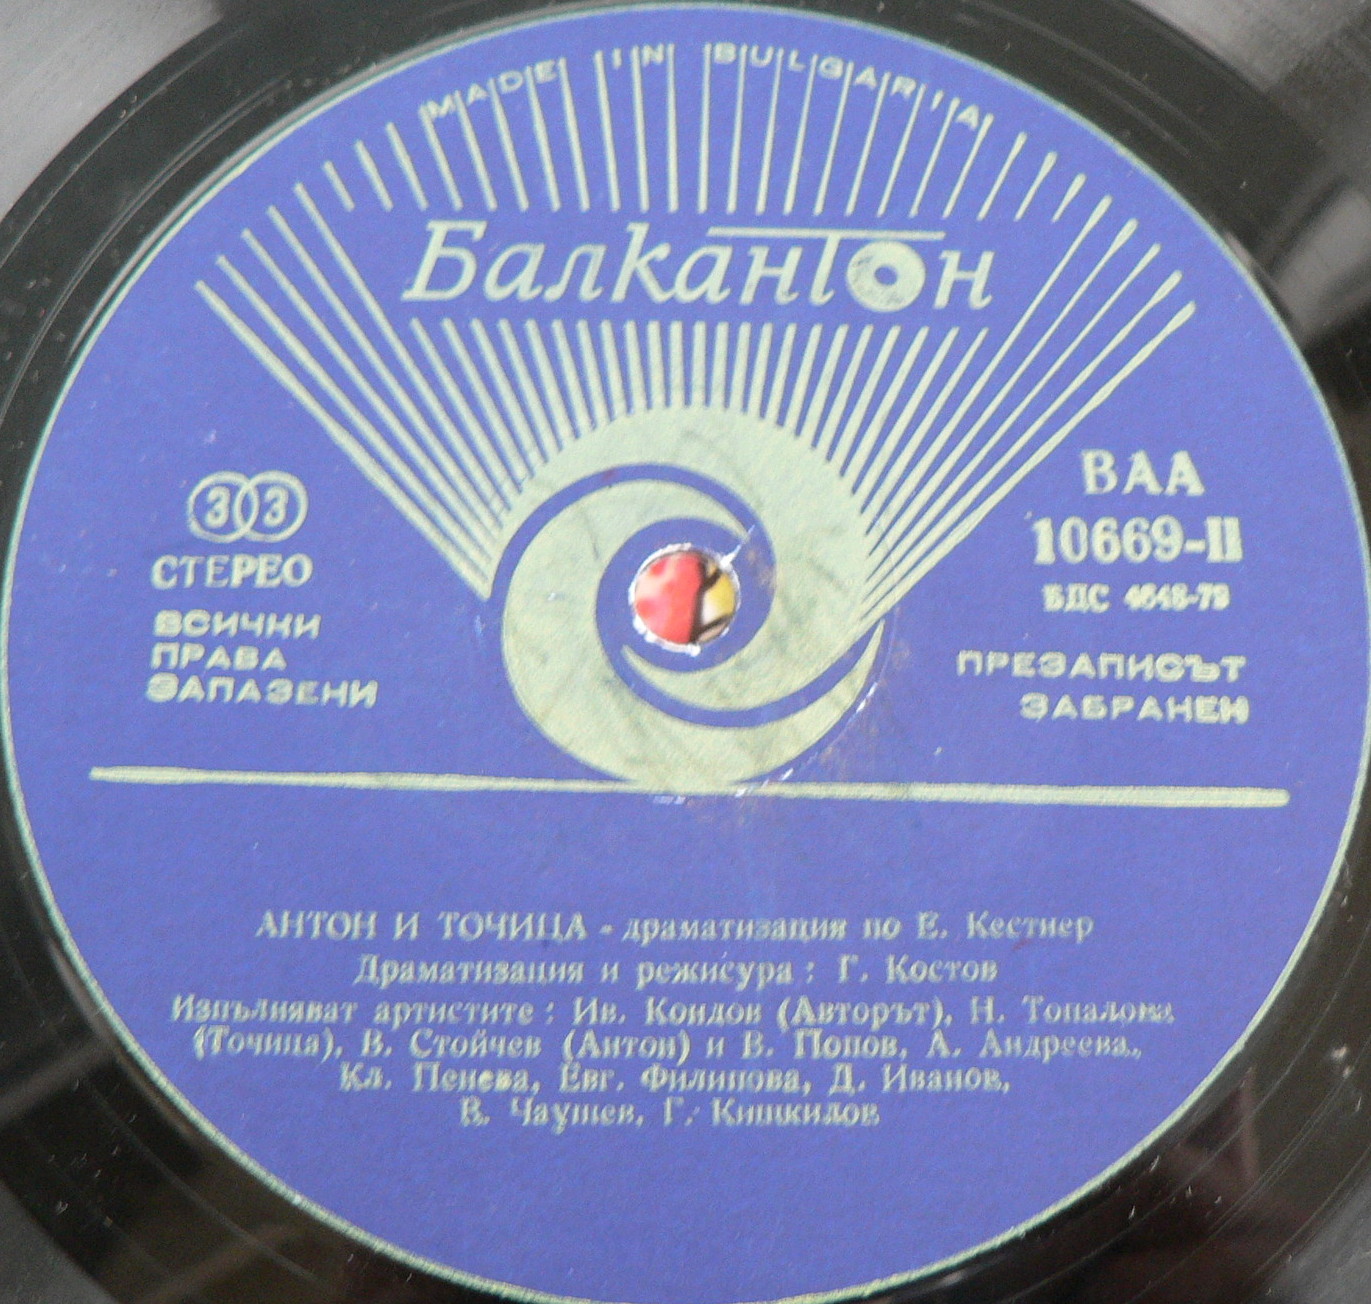 MADE IN BULGARIA
Балкантон
33
СТЕРЕО
ВСИЧКИ
ПРАВА
ЗАПАЗЕНИ
ВАА
10669-II
БДС
ПРЕЗАПИСЪТ
ЗАБРАНЕН
АНТОН И ТОЧИЦА - драматизация по Е. Кестнер
Драматизация и режисура : Г. Костов
Изпълняват артистите : Ив. Кондов (Авторът), Н. Топалова
(Точица), В. Стойчев (Антон) и В. Попов, А. Андреева,
Кл. Пенева, Евг. Филипова, Д. Иванов,
В. Чаушев, Г. Кишкилов